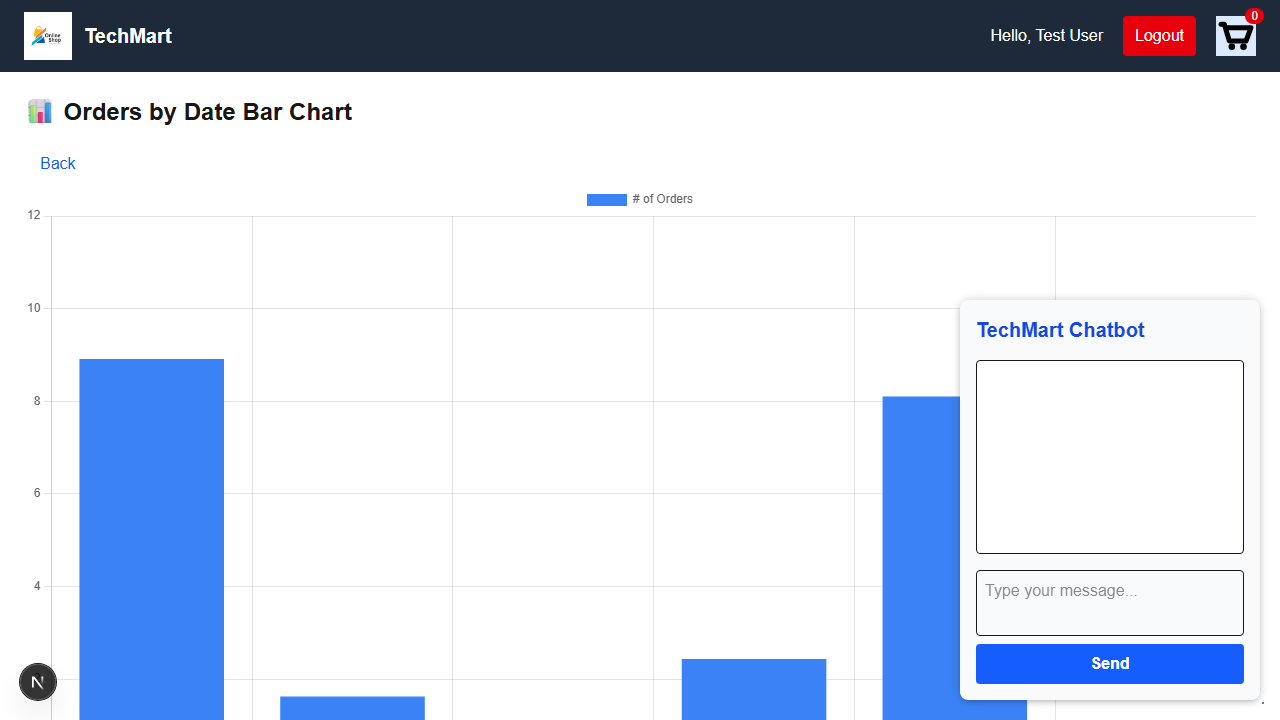 Online
Shop
TechMart
Hello, Test User
Logout
0
Orders by Date Bar Chart
Back
# of Orders
12
10
8
6
4
TechMart Chatbot
Type your message...
Send
N
.